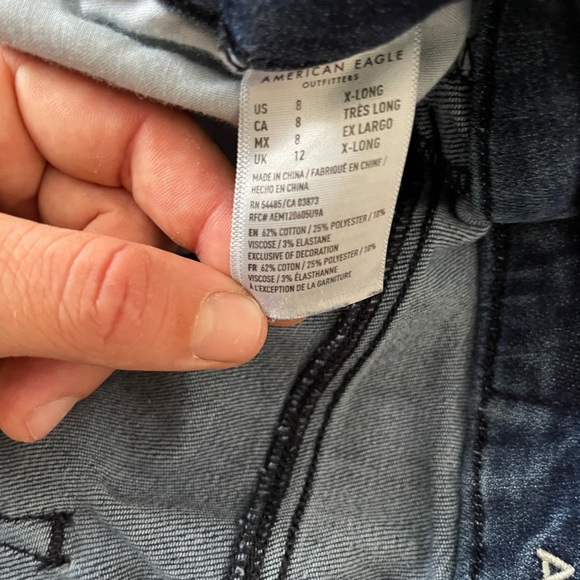 AMERICAN EAGLE
OUTFITTERS
US 8 X-LONG
CA 8 TRÈS LONG
MX 8 EX LARGO
UK 12 X-LONG
MADE IN CHINA / FABRIQUÉ EN CHINE /
HECHO EN CHINA
RN 54485/CA 03873
RFC# AEM120605U9A
EN 62% COTTON / 25% POLYESTER / 10%
VISCOSE / 3% ELASTANE
EXCLUSIVE OF DECORATION
FR 62% COTON / 25% POLYESTER / 10%
VISCOSE / 3% ÉLASTHANNE
À L'EXCEPTION DE LA GARNITURE
A